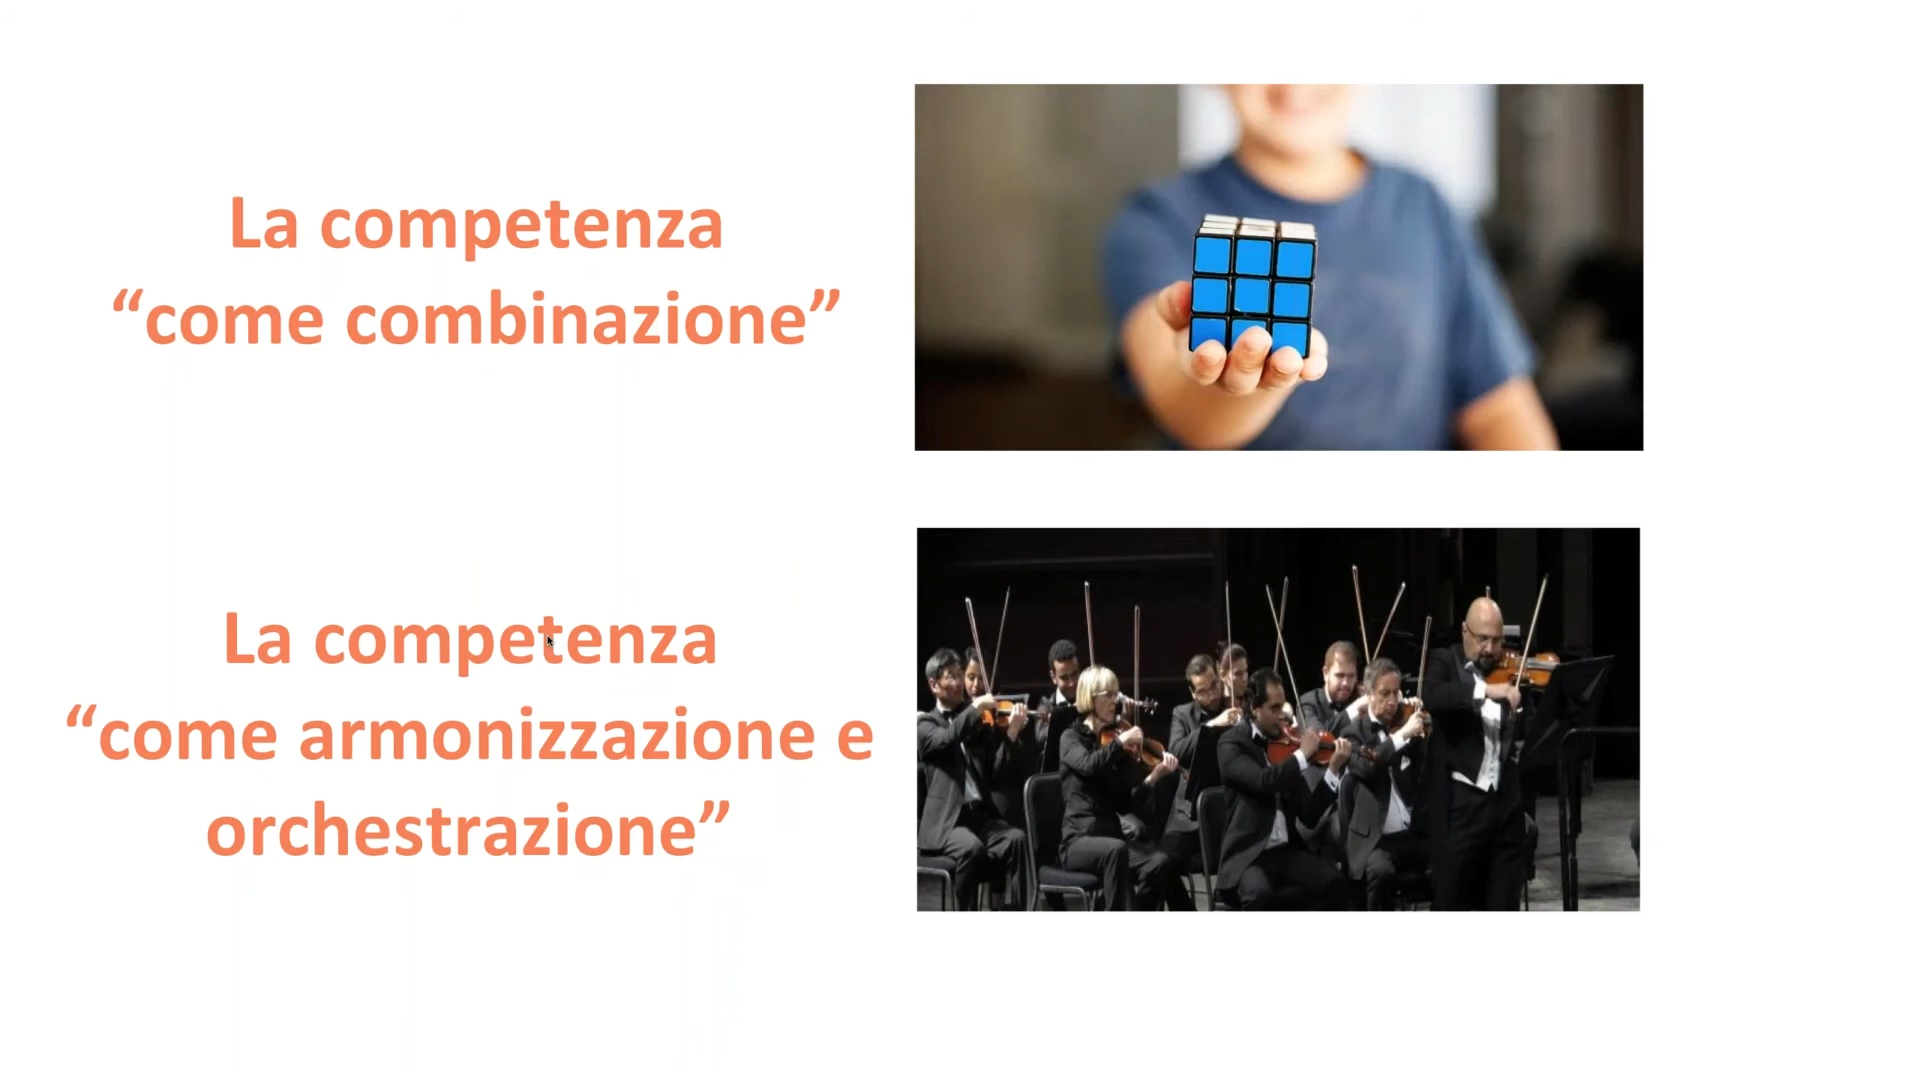 La competenza
“come combinazione”
La competenza
“come armonizzazione e
orchestrazione”